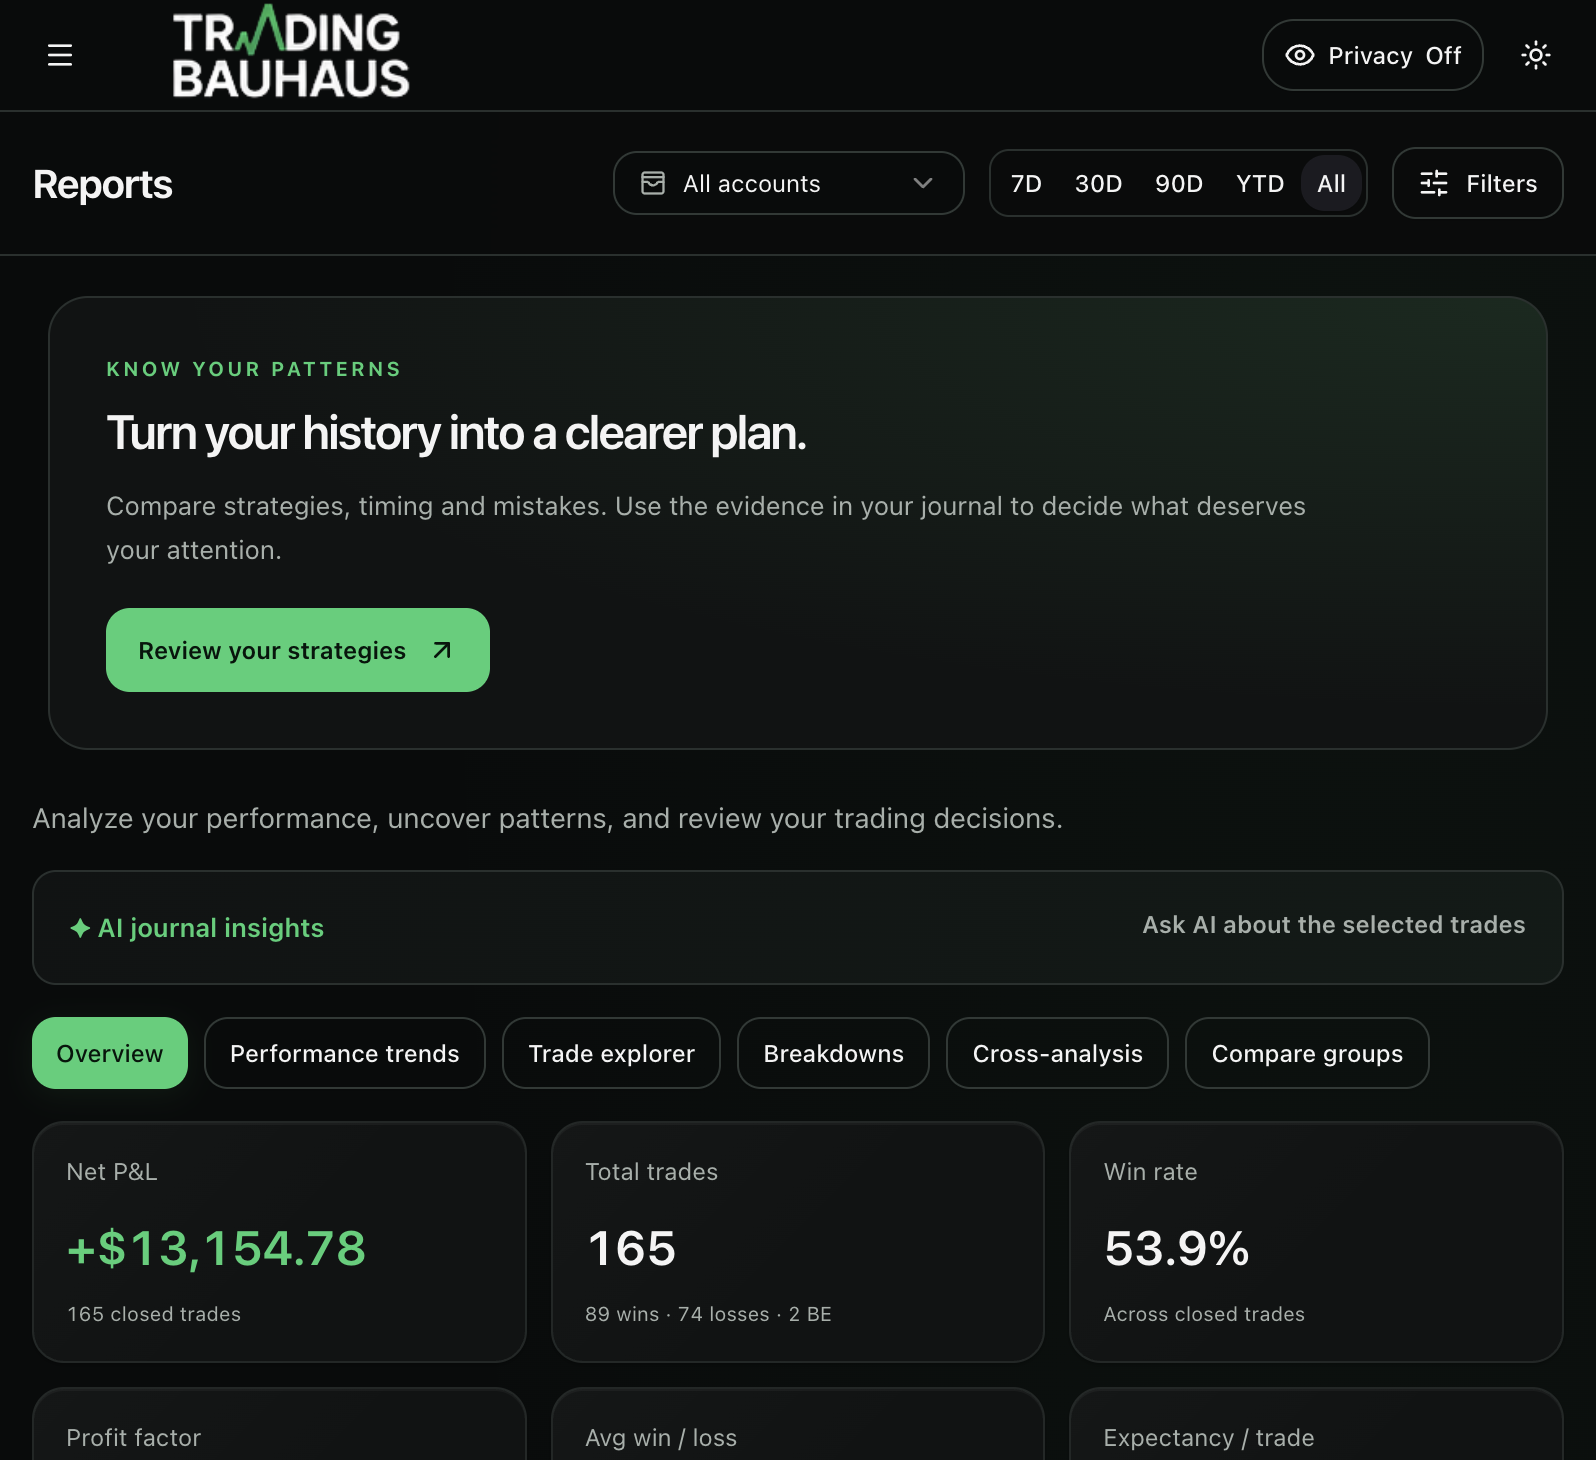 TRADING
BAUHAUS
Privacy Off
Reports
All accounts
7D 30D 90D YTD All
Filters
KNOW YOUR PATTERNS
Turn your history into a clearer plan.
Compare strategies, timing and mistakes. Use the evidence in your journal to decide what deserves
your attention.
Review your strategies
Analyze your performance, uncover patterns, and review your trading decisions.
AI journal insights
Ask AI about the selected trades
Overview
Performance trends
Trade explorer
Breakdowns
Cross-analysis
Compare groups
Net P&L
+$13,154.78
165 closed trades
Total trades
165
89 wins · 74 losses · 2 BE
Win rate
53.9%
Across closed trades
Profit factor
Avg win / loss
Expectancy / trade